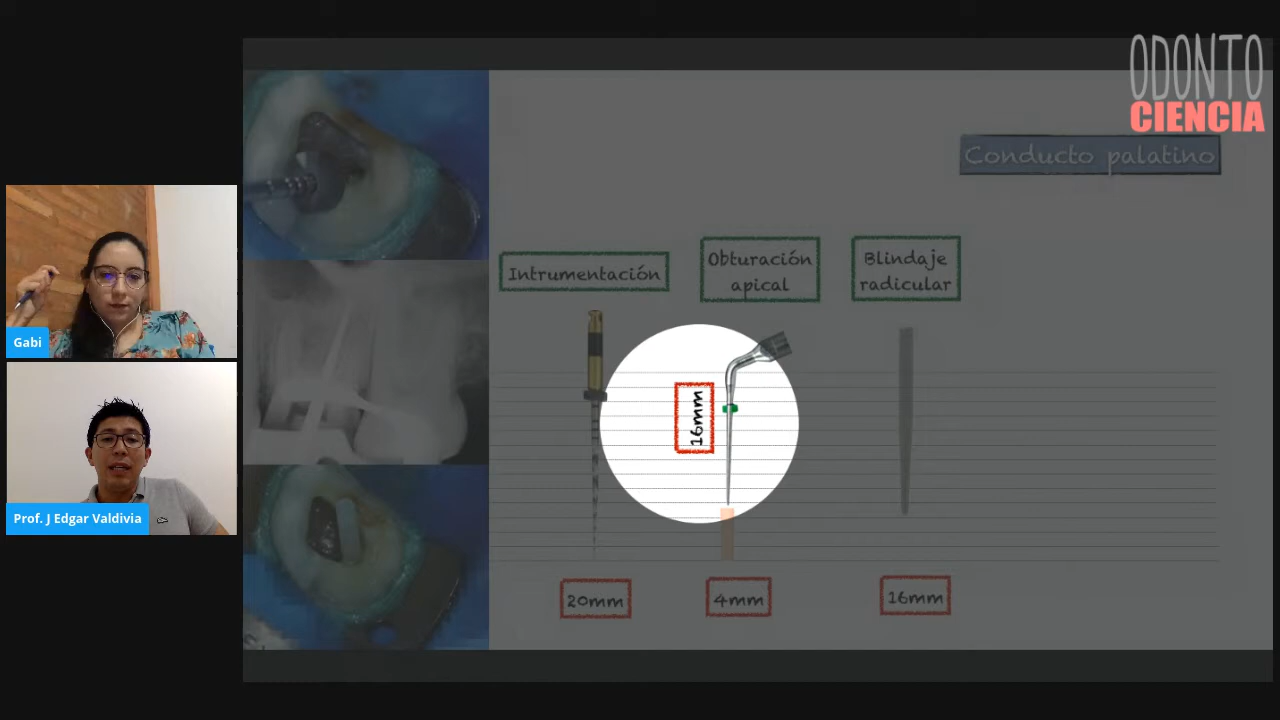 ODONTO
CIENCIA
Conducto palatino
Intrumentación
Obturación
apical
Blindaje
radicular
16mm
20mm
4mm
16mm
Gabi
Prof. J Edgar Valdivia